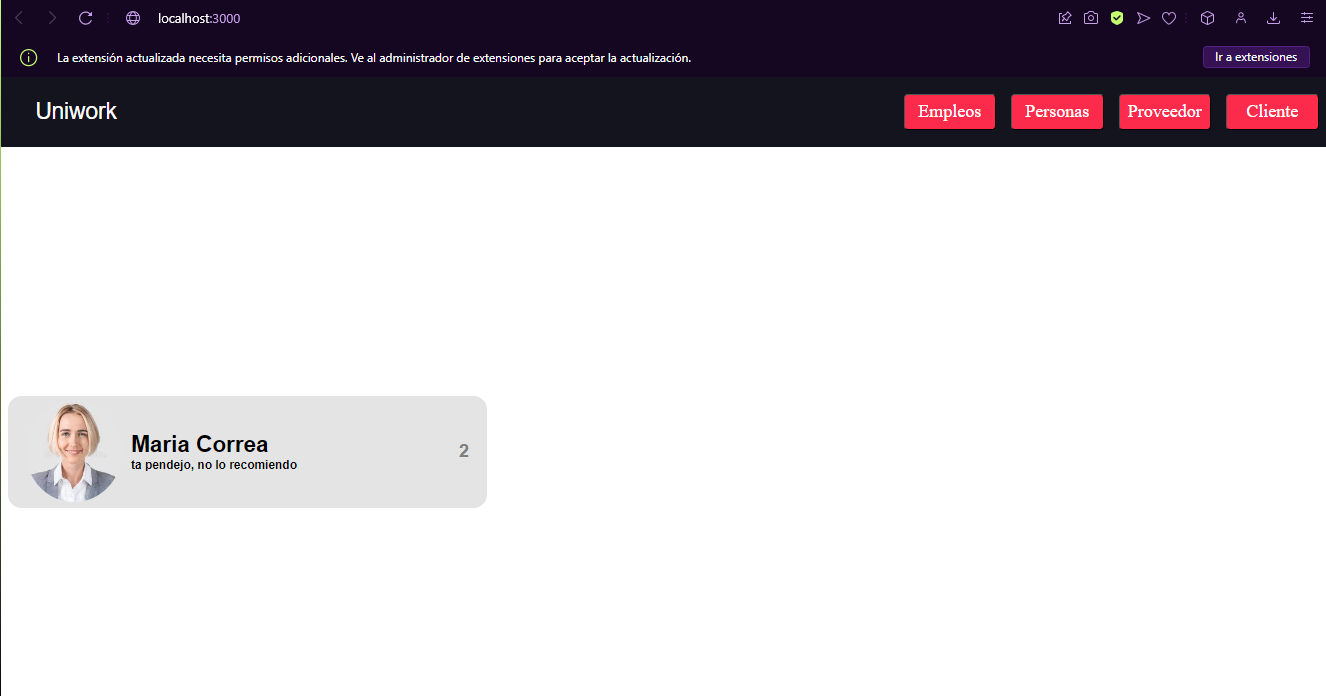 localhost:3000
La extensión actualizada necesita permisos adicionales. Ve al administrador de extensiones para aceptar la actualización.
Ir a extensiones
Uniwork
Empleos
Personas
Proveedor
Cliente
Maria Correa
2
ta pendejo, no lo recomiendo